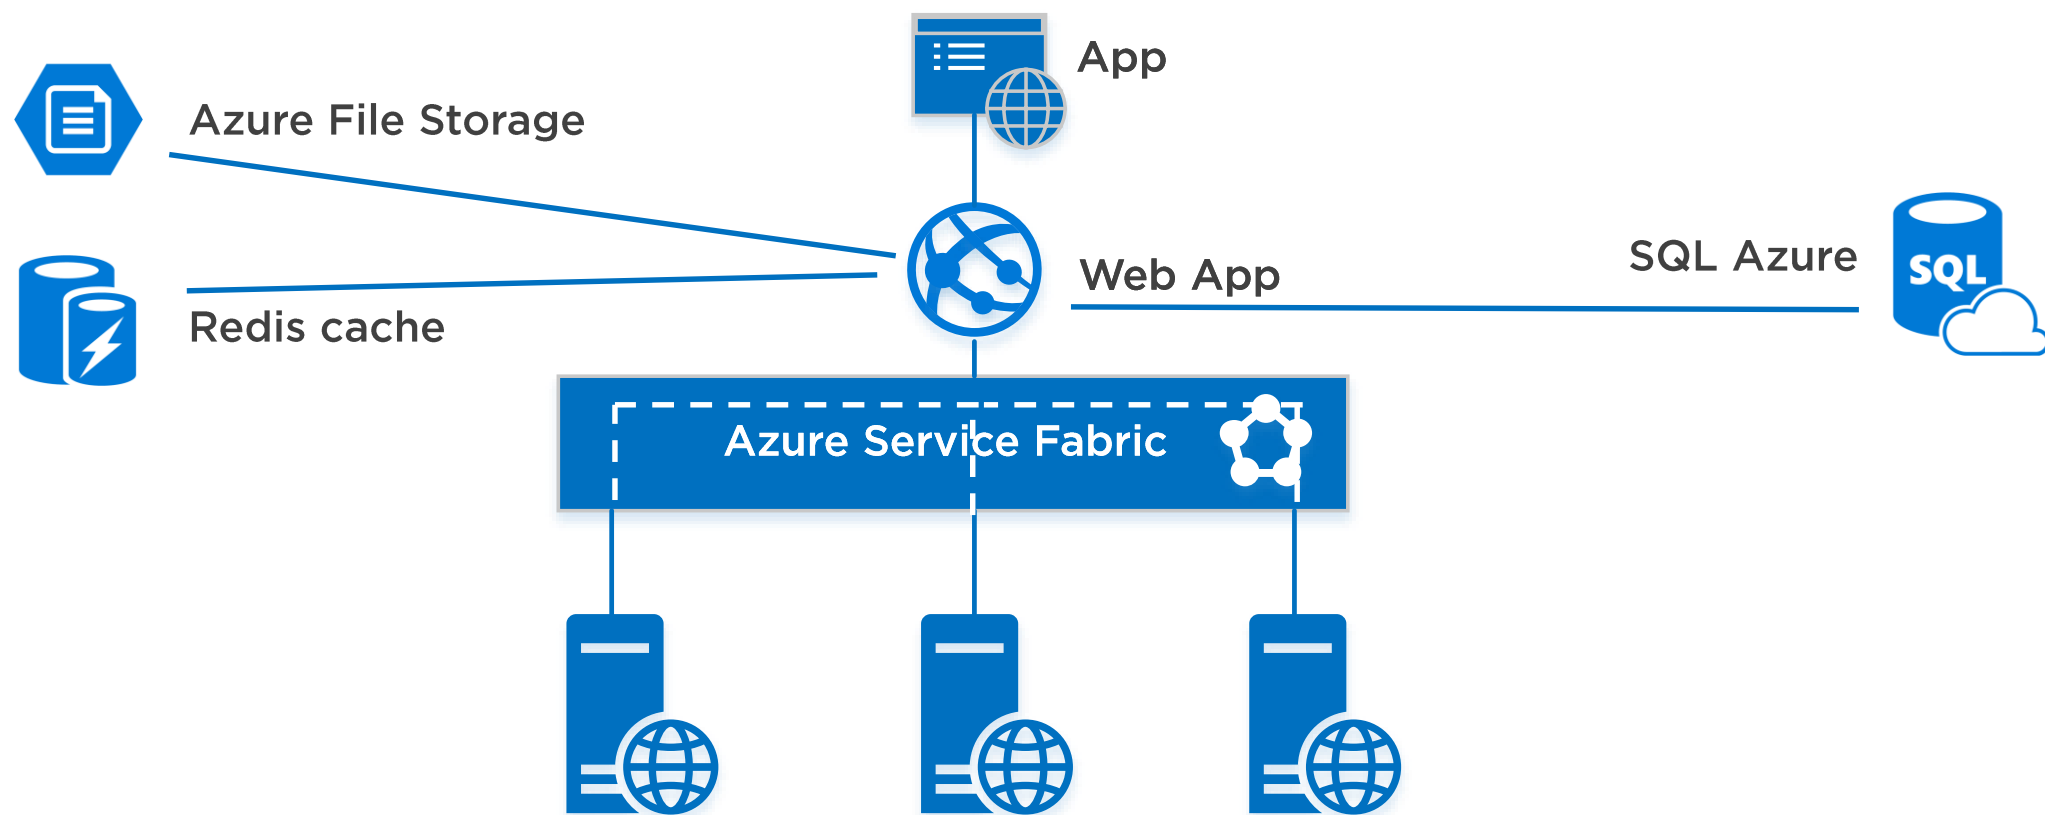 App
Azure File Storage
SQL Azure
SQL
Web App
Redis cache
Azure Service Fabric